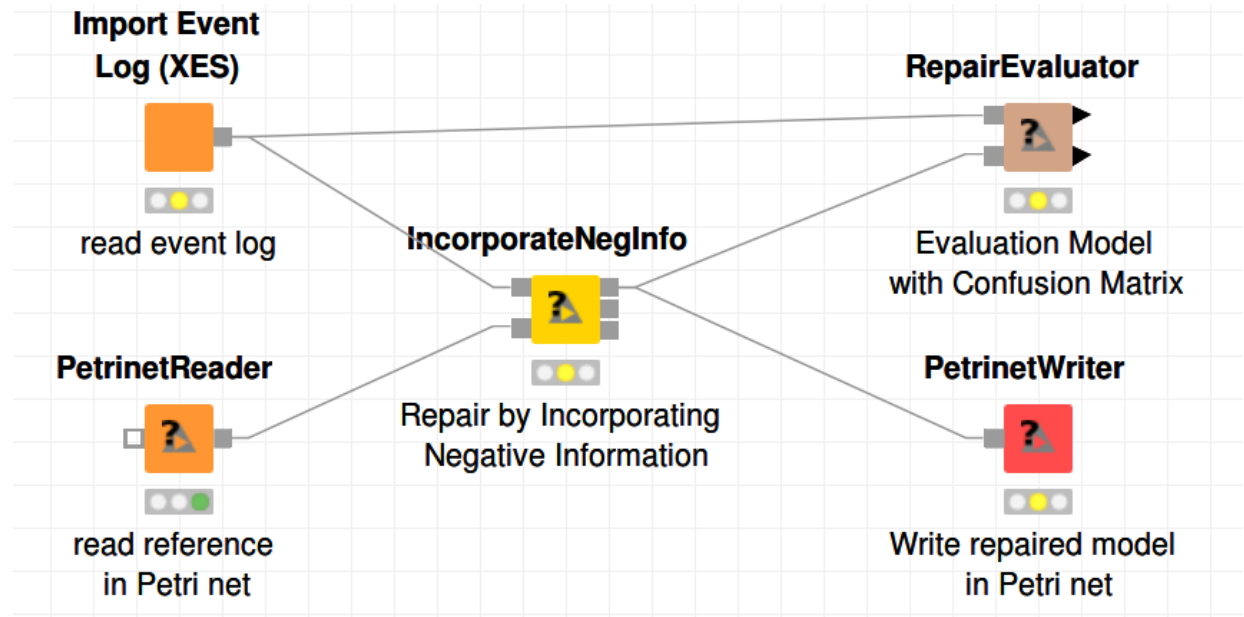 Import Event
Log (XES)
read event log
RepairEvaluator
Evaluation Model
with Confusion Matrix
IncorporateNegInfo
Repair by Incorporating
Negative Information
PetrinetReader
read reference
in Petri net
PetrinetWriter
Write repaired model
in Petri net